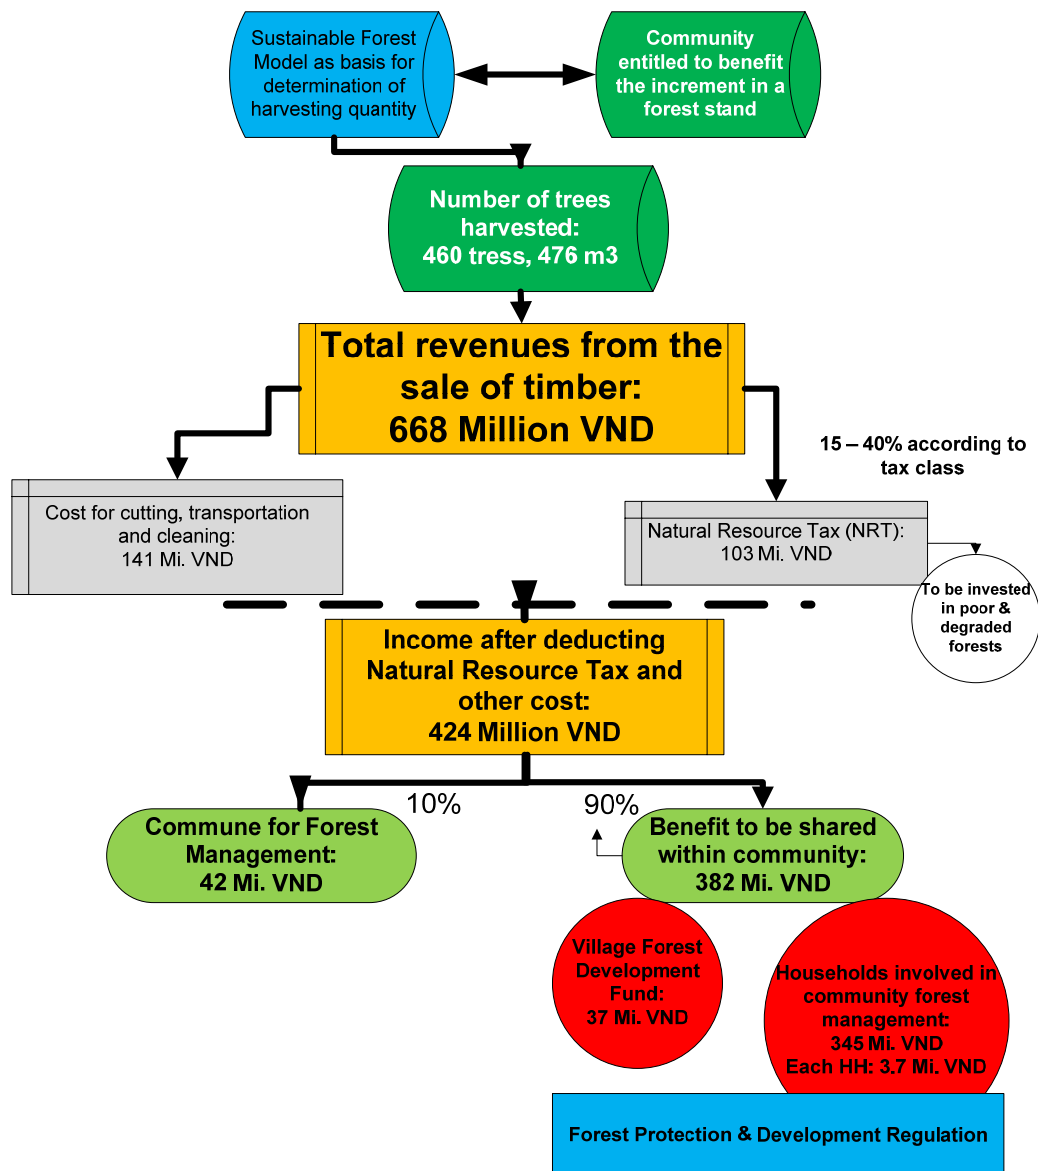 Sustainable Forest
Model as basis for
determination of
harvesting quantity
Community
entitled to benefit
the increment in a
forest stand
Number of trees
harvested:
460 tress, 476 m3
Total revenues from the
sale of timber:
668 Million VND
15 – 40% according to
tax class
Cost for cutting, transportation
and cleaning:
141 Mi. VND
Natural Resource Tax (NRT):
103 Mi. VND
To be invested
in poor &
degraded
forests
Income after deducting
Natural Resource Tax and
other cost:
424 Million VND
10%
90%
Commune for Forest
Management:
42 Mi. VND
Benefit to be shared
within community:
382 Mi. VND
Village Forest
Development
Fund:
37 Mi. VND
Households involved in
community forest
management:
345 Mi. VND
Each HH: 3.7 Mi. VND
Forest Protection & Development Regulation